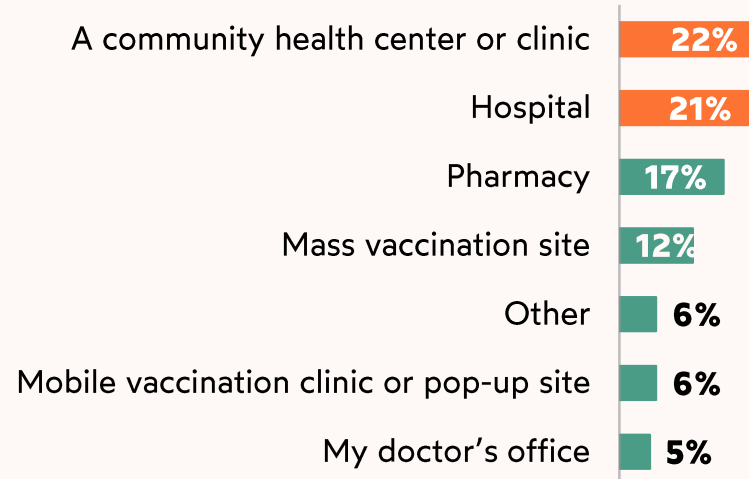 A community health center or clinic 22%
Hospital 21%
Pharmacy 17%
Mass vaccination site 12%
Other 6%
Mobile vaccination clinic or pop-up site 6%
My doctor’s office 5%